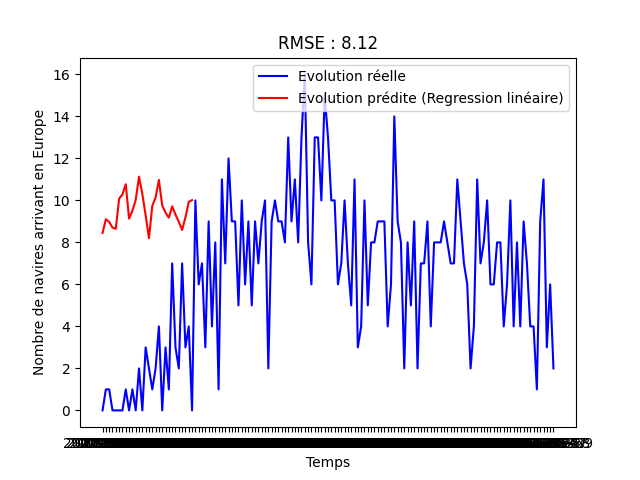 RMSE : 8.12
Evolution réelle
Evolution prédite (Regression linéaire)
Nombre de navires arrivant en Europe
16
14
12
10
8
6
4
2
0
Temps